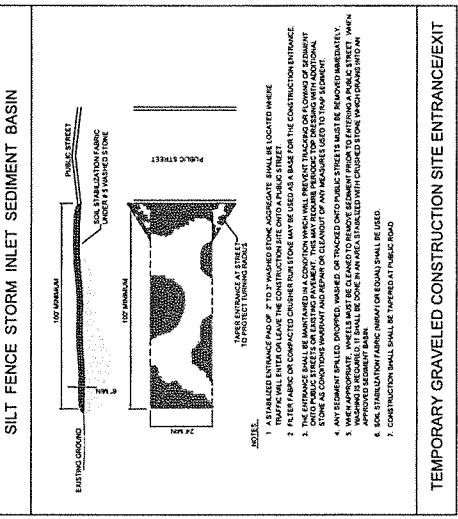 SILT FENCE STORM INLET SEDIMENT BASIN
102' MINIMUM
PUBLIC STREET
EXISTING GROUND
6" MIN
SOIL STABILIZATION FABRIC
UNDER #5 WASHED STONE
102' MINIMUM
24' MIN
PUBLIC STREET
TAPER ENTRANCE AT STREET
TO PROTECT TURNING RADIUS
NOTES:
1 A STABILIZED ENTRANCE PAD OF 2" TO 3" WASHED STONE AGGREGATE SHALL BE LOCATED WHERE
TRAFFIC WILL ENTER OR LEAVE THE CONSTRUCTION SITE ONTO A PUBLIC STREET.
2 FILTER FABRIC OR COMPACTED CRUSHER RUN STONE MAY BE USED AS A BASE FOR THE CONSTRUCTION ENTRANCE.
3. THE ENTRANCE SHALL BE MAINTAINED IN A CONDITION WHICH WILL PREVENT TRACKING OR FLOWING OF SEDIMENT
ONTO PUBLIC STREETS OR EXISTING PAVEMENT. THIS MAY REQUIRE PERIODIC TOP DRESSING WITH ADDITIONAL
STONE AS CONDITIONS WARRANT AND REPAIR OR CLEANOUT OF ANY MEASURES USED TO TRAP SEDIMENT.
4. ANY SEDIMENT SPILLED, DROPPED, WASHED, OR TRACKED ONTO PUBLIC STREETS MUST BE REMOVED IMMEDIATELY.
5. WHEN APPROPRIATE, WHEELS MUST BE CLEANED TO REMOVE SEDIMENT PRIOR TO ENTERING A PUBLIC STREET. WHEN
WASHING IS REQUIRED, IT SHALL BE DONE IN AN AREA STABILIZED WITH CRUSHED STONE WHICH DRAINS INTO AN
APPROVED SEDIMENT BASIN.
6. SOIL STABILIZATION FABRIC (MIRAFI OR EQUAL) SHALL BE USED.
7. CONSTRUCTION SHALL SHALL BE TAPERED AT PUBLIC ROAD
TEMPORARY GRAVELED CONSTRUCTION SITE ENTRANCE/EXIT